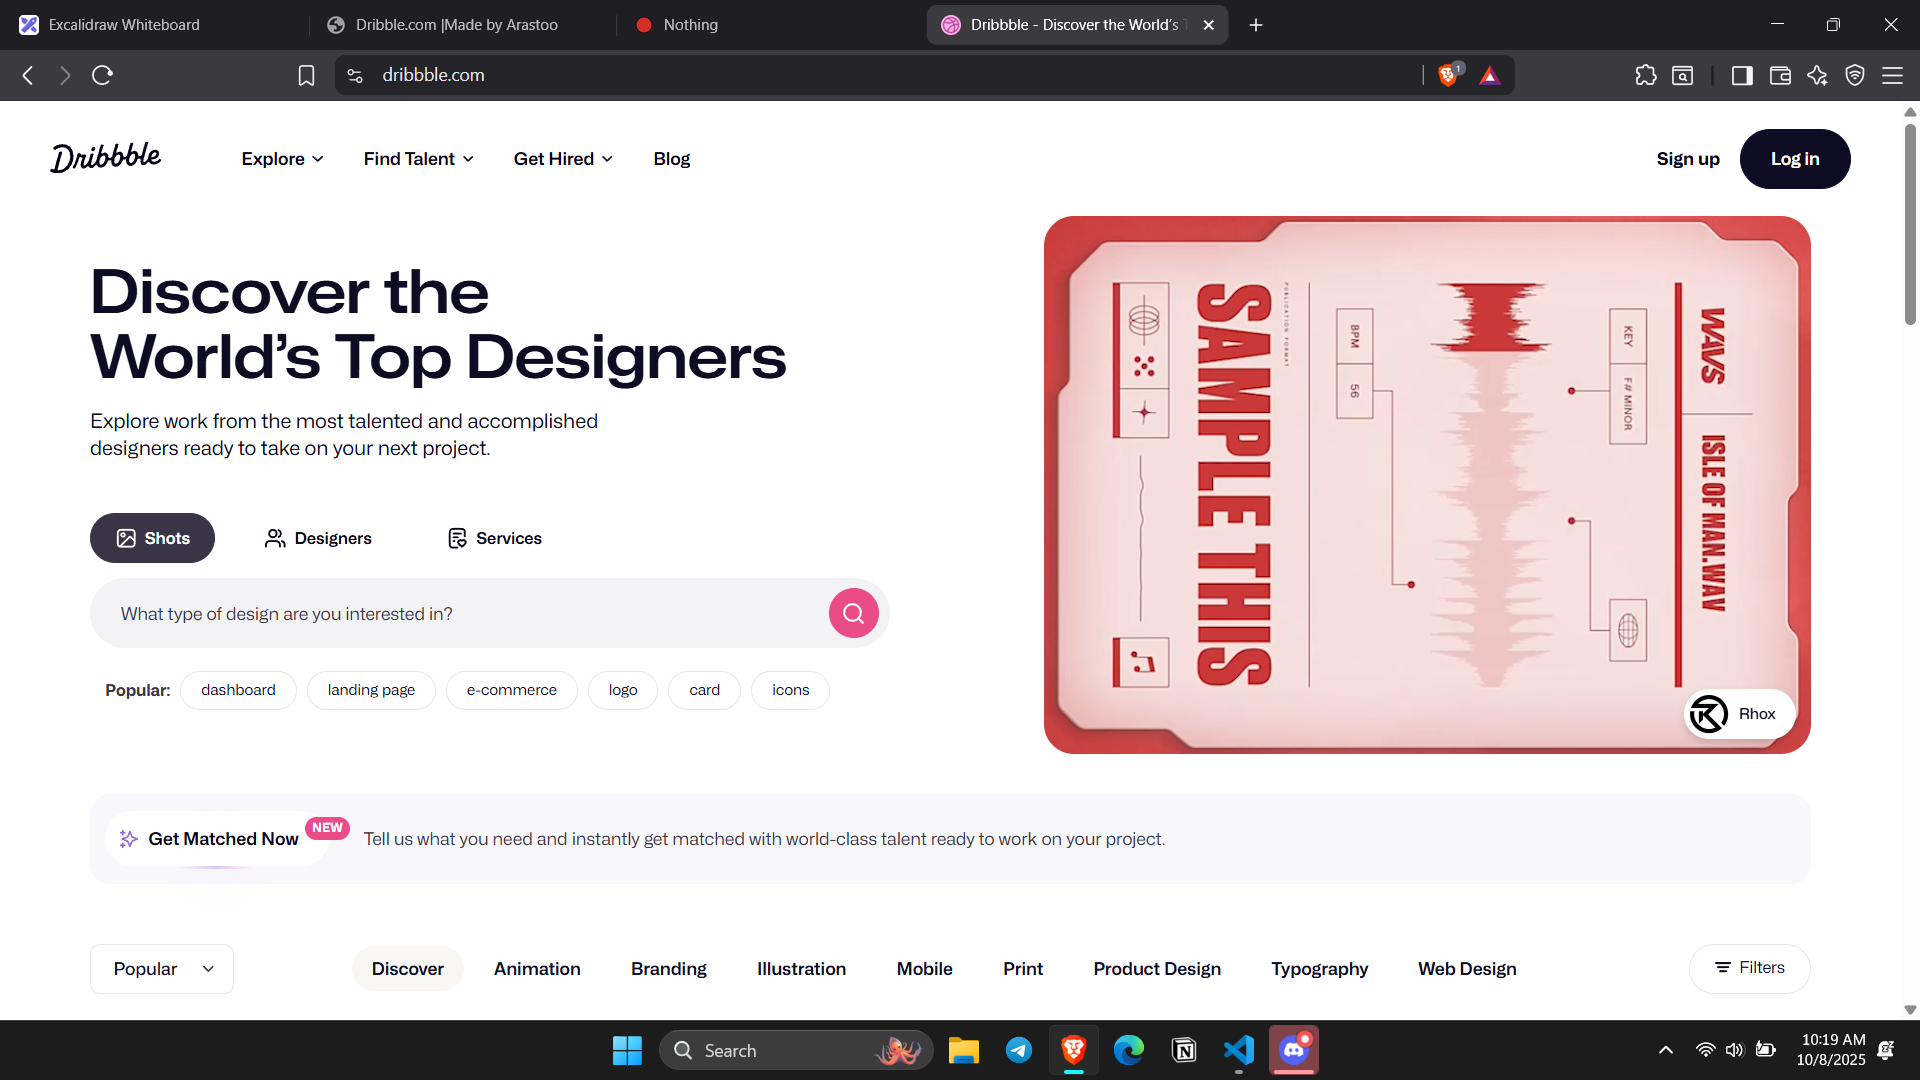 Excalidraw Whiteboard
Dribble.com |Made by Arastoo
Nothing
Dribbble - Discover the World's
dribbble.com
1
Dribbble
Explore
Find Talent
Get Hired
Blog
Sign up
Log in
Discover the
World's Top Designers
Explore work from the most talented and accomplished
designers ready to take on your next project.
Shots
Designers
Services
What type of design are you interested in?
Popular:
dashboard
landing page
e-commerce
logo
card
icons
SAMPLE THIS
PUBLICATION FORMAT
BPM
56
KEY
F# MINOR
WAVS
ISLE OF MAN.WAV
Rhox
Get Matched Now
NEW
Tell us what you need and instantly get matched with world-class talent ready to work on your project.
Popular
Discover
Animation
Branding
Illustration
Mobile
Print
Product Design
Typography
Web Design
Filters
Search
10:19 AM
10/8/2025